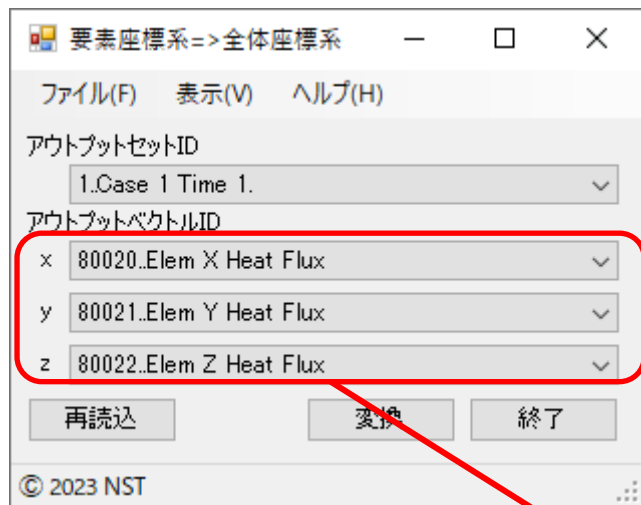 要素座標系=>全体座標系
ファイル(F) 表示(V) ヘルプ(H)
アウトプットセットID
1.Case 1 Time 1.
アウトプットベクトルID
x 80020..Elem X Heat Flux
y 80021..Elem Y Heat Flux
z 80022..Elem Z Heat Flux
再読込 変換 終了
© 2023 NST